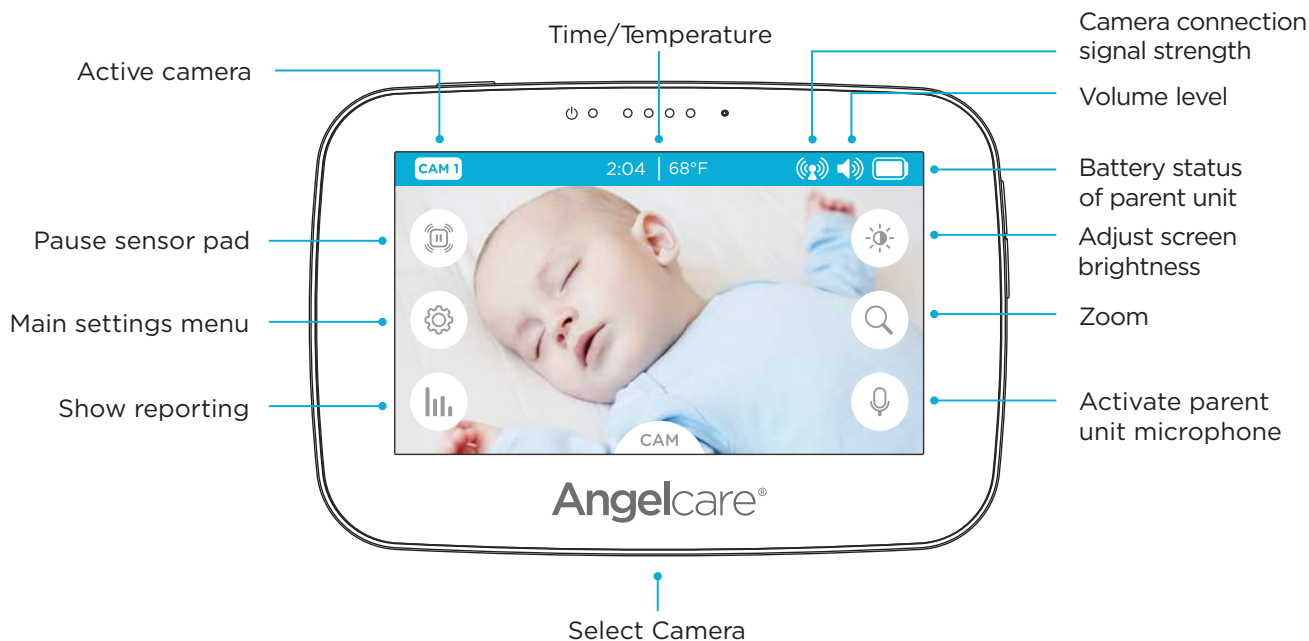 Time/Temperature
Camera connection
signal strength
Active camera
Volume level
CAM 1
2:04
68°F
Battery status
of parent unit
Pause sensor pad
Adjust screen
brightness
Main settings menu
Zoom
Show reporting
Activate parent
unit microphone
CAM
Angelcare®
Select Camera